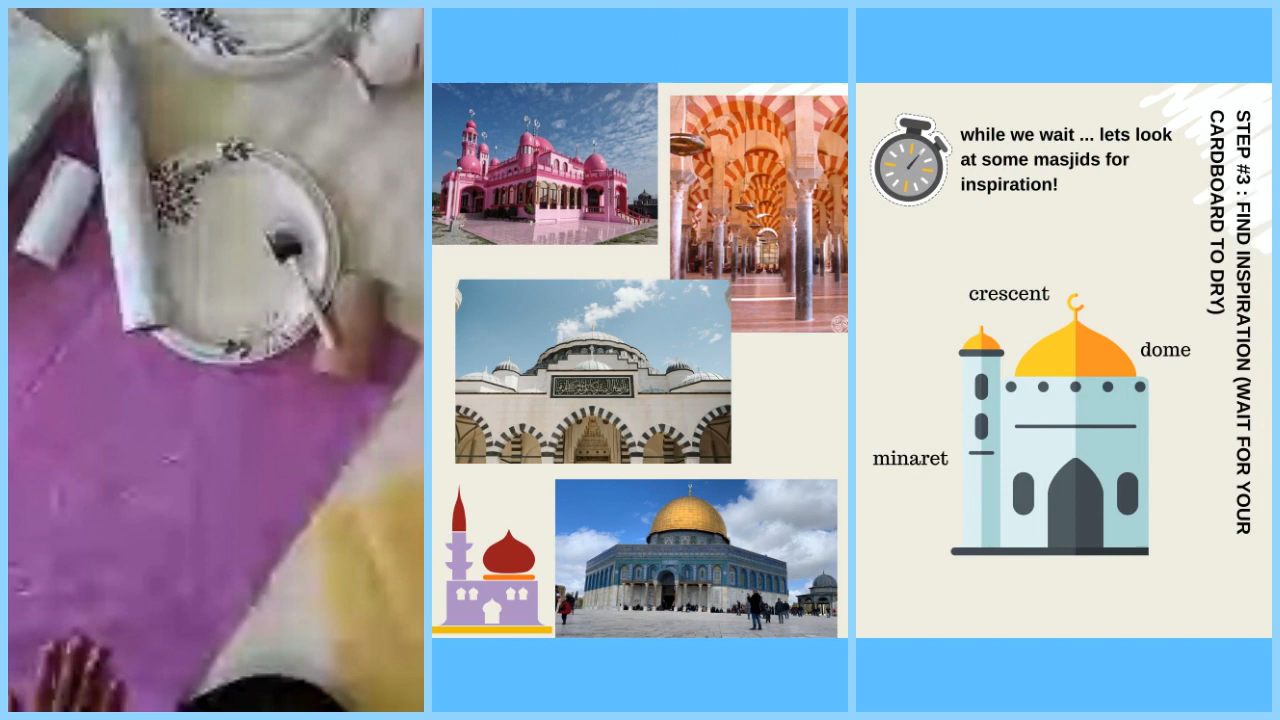 while we wait ... lets look
at some masjids for
inspiration!
STEP #3 : FIND INSPIRATION (WAIT FOR YOUR
CARDBOARD TO DRY)
crescent
dome
minaret